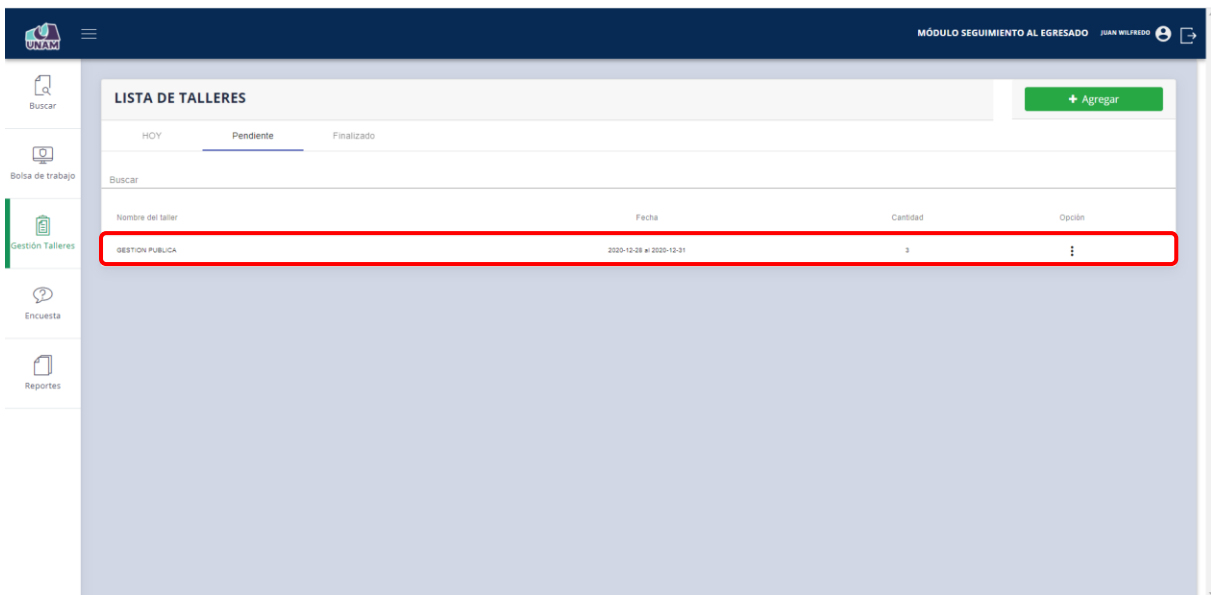 UNAM
MÓDULO SEGUIMIENTO AL EGRESADO JUAN WILFREDO
Buscar
Bolsa de trabajo
Gestión Talleres
Encuesta
Reportes
LISTA DE TALLERES
+ Agregar
HOY Pendiente Finalizado
Buscar
Nombre del taller Fecha Cantidad Opción
GESTION PUBLICA 2020-12-28 al 2020-12-31 3